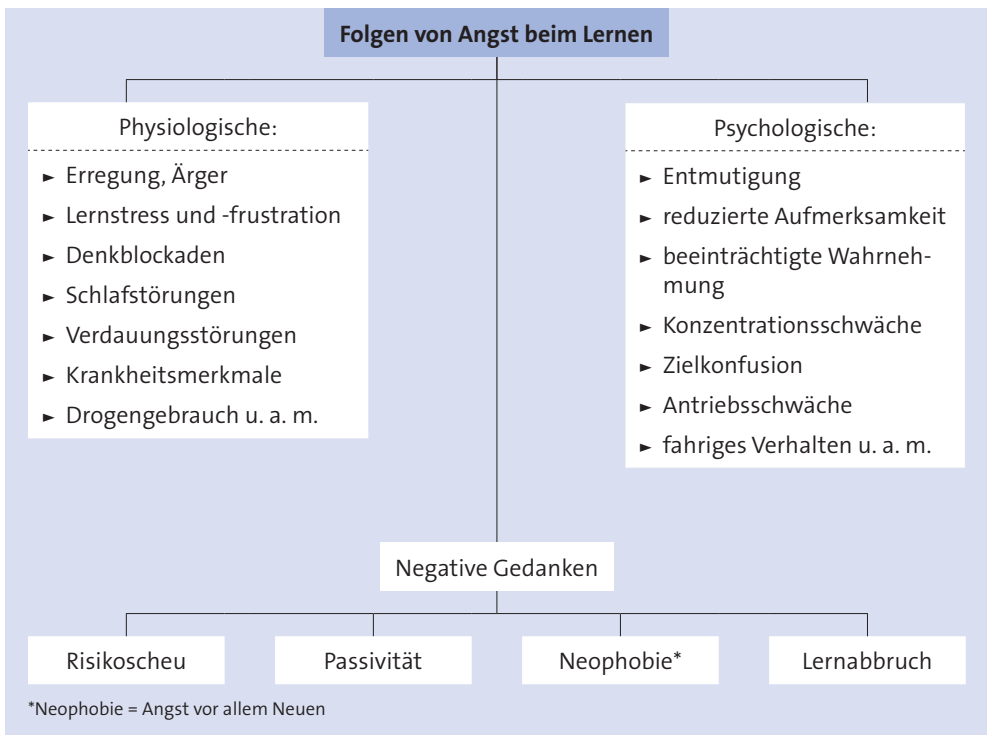 Folgen von Angst beim Lernen
Physiologische:
► Erregung, Ärger
► Lernstress und -frustration
► Denkblockaden
► Schlafstörungen
► Verdauungsstörungen
► Krankheitsmerkmale
► Drogengebrauch u. a. m.
Psychologische:
► Entmutigung
► reduzierte Aufmerksamkeit
► beeinträchtigte Wahrneh-
mung
► Konzentrationsschwäche
► Zielkonfusion
► Antriebsschwäche
► fahriges Verhalten u. a. m.
Negative Gedanken
Risikoscheu
Passivität
Neophobie*
Lernabbruch
*Neophobie = Angst vor allem Neuen